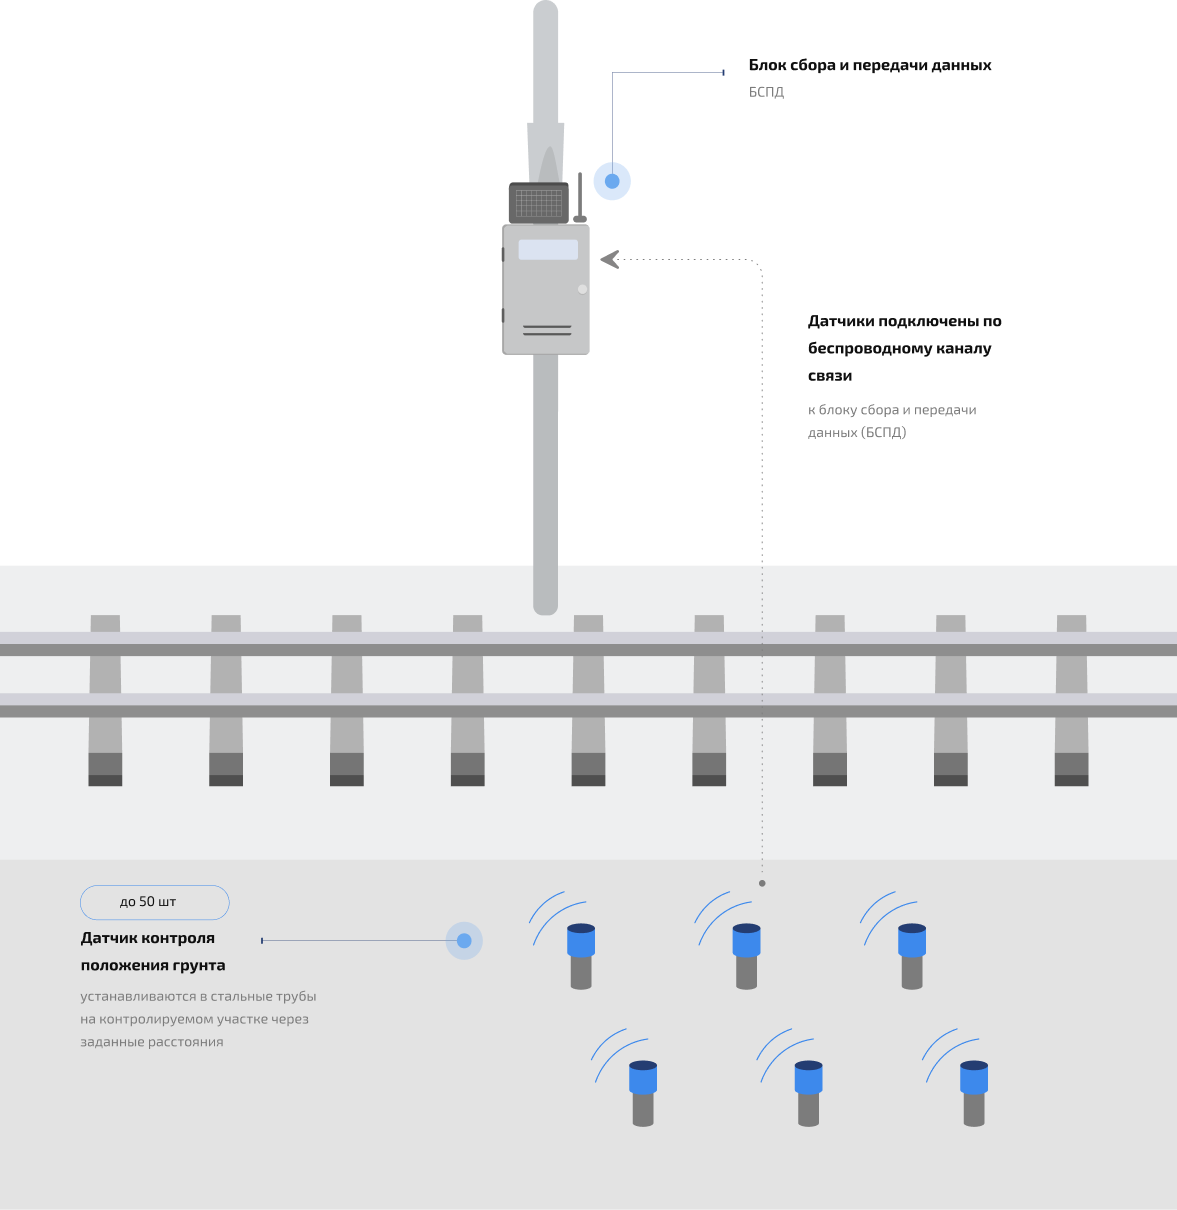 Блок сбора и передачи данных
БСПД
Датчики подключены по
беспроводному каналу
связи
к блоку сбора и передачи
данных (БСПД)
до 50 шт
Датчик контроля
положения грунта
устанавливаются в стальные трубы
на контролируемом участке через
заданные расстояния